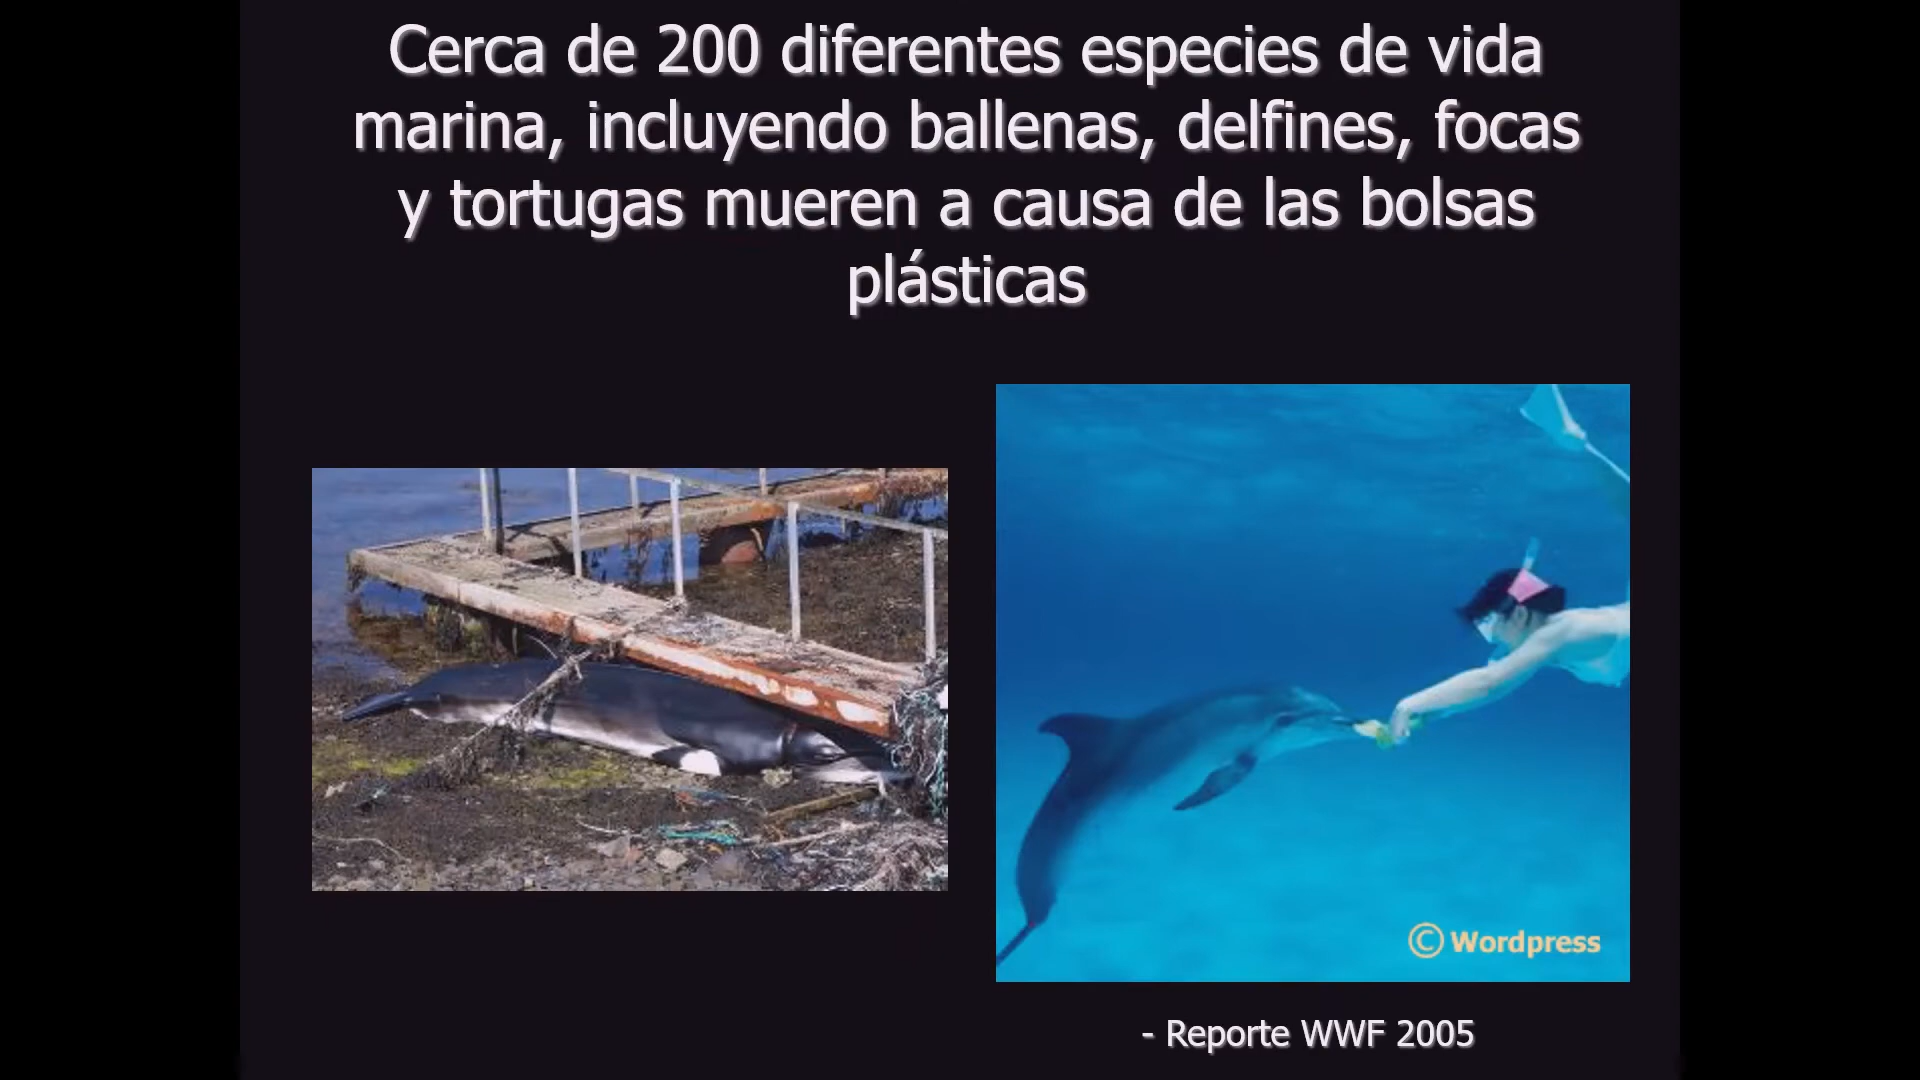 Cerca de 200 diferentes especies de vida
marina, incluyendo ballenas, delfines, focas
y tortugas mueren a causa de las bolsas
plásticas
© Wordpress
- Reporte WWF 2005